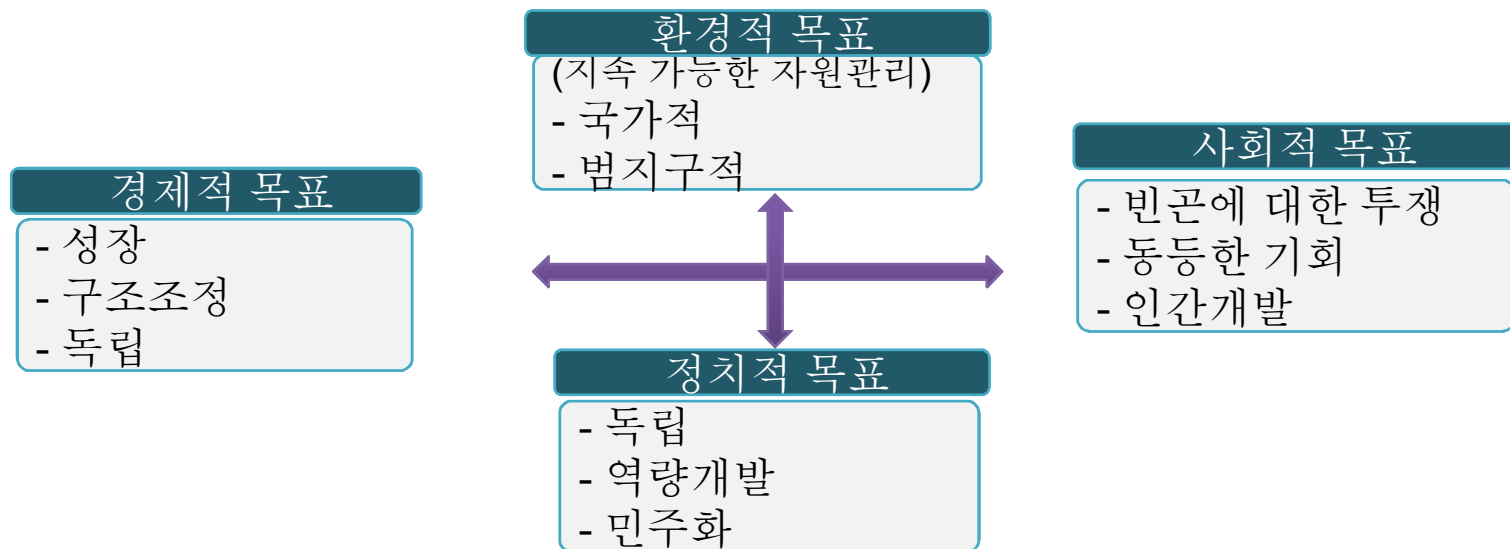 환경적 목표
(지속 가능한 자원관리)
- 국가적
- 범지구적
경제적 목표
- 성장
- 구조조정
- 독립
사회적 목표
- 빈곤에 대한 투쟁
- 동등한 기회
- 인간개발
정치적 목표
- 독립
- 역량개발
- 민주화